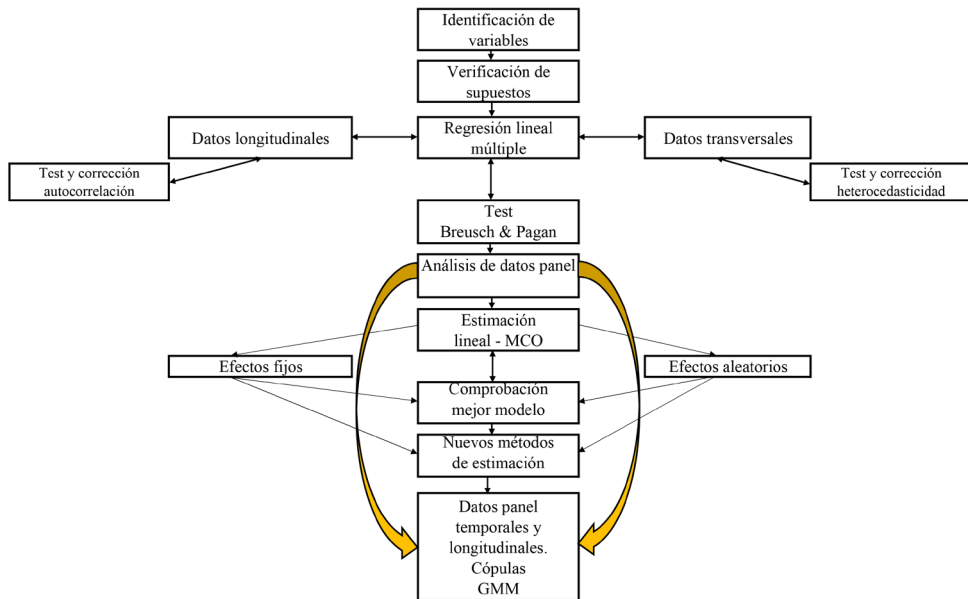 Identificación de
variables
Verificación de
supuestos
Datos longitudinales
Regresión lineal
múltiple
Datos transversales
Test y corrección
autocorrelación
Test y corrección
heterocedasticidad
Test
Breusch & Pagan
Análisis de datos panel
Estimación
lineal - MCO
Efectos fijos
Efectos aleatorios
Comprobación
mejor modelo
Nuevos métodos
de estimación
Datos panel
temporales y
longitudinales.
Cópulas
GMM